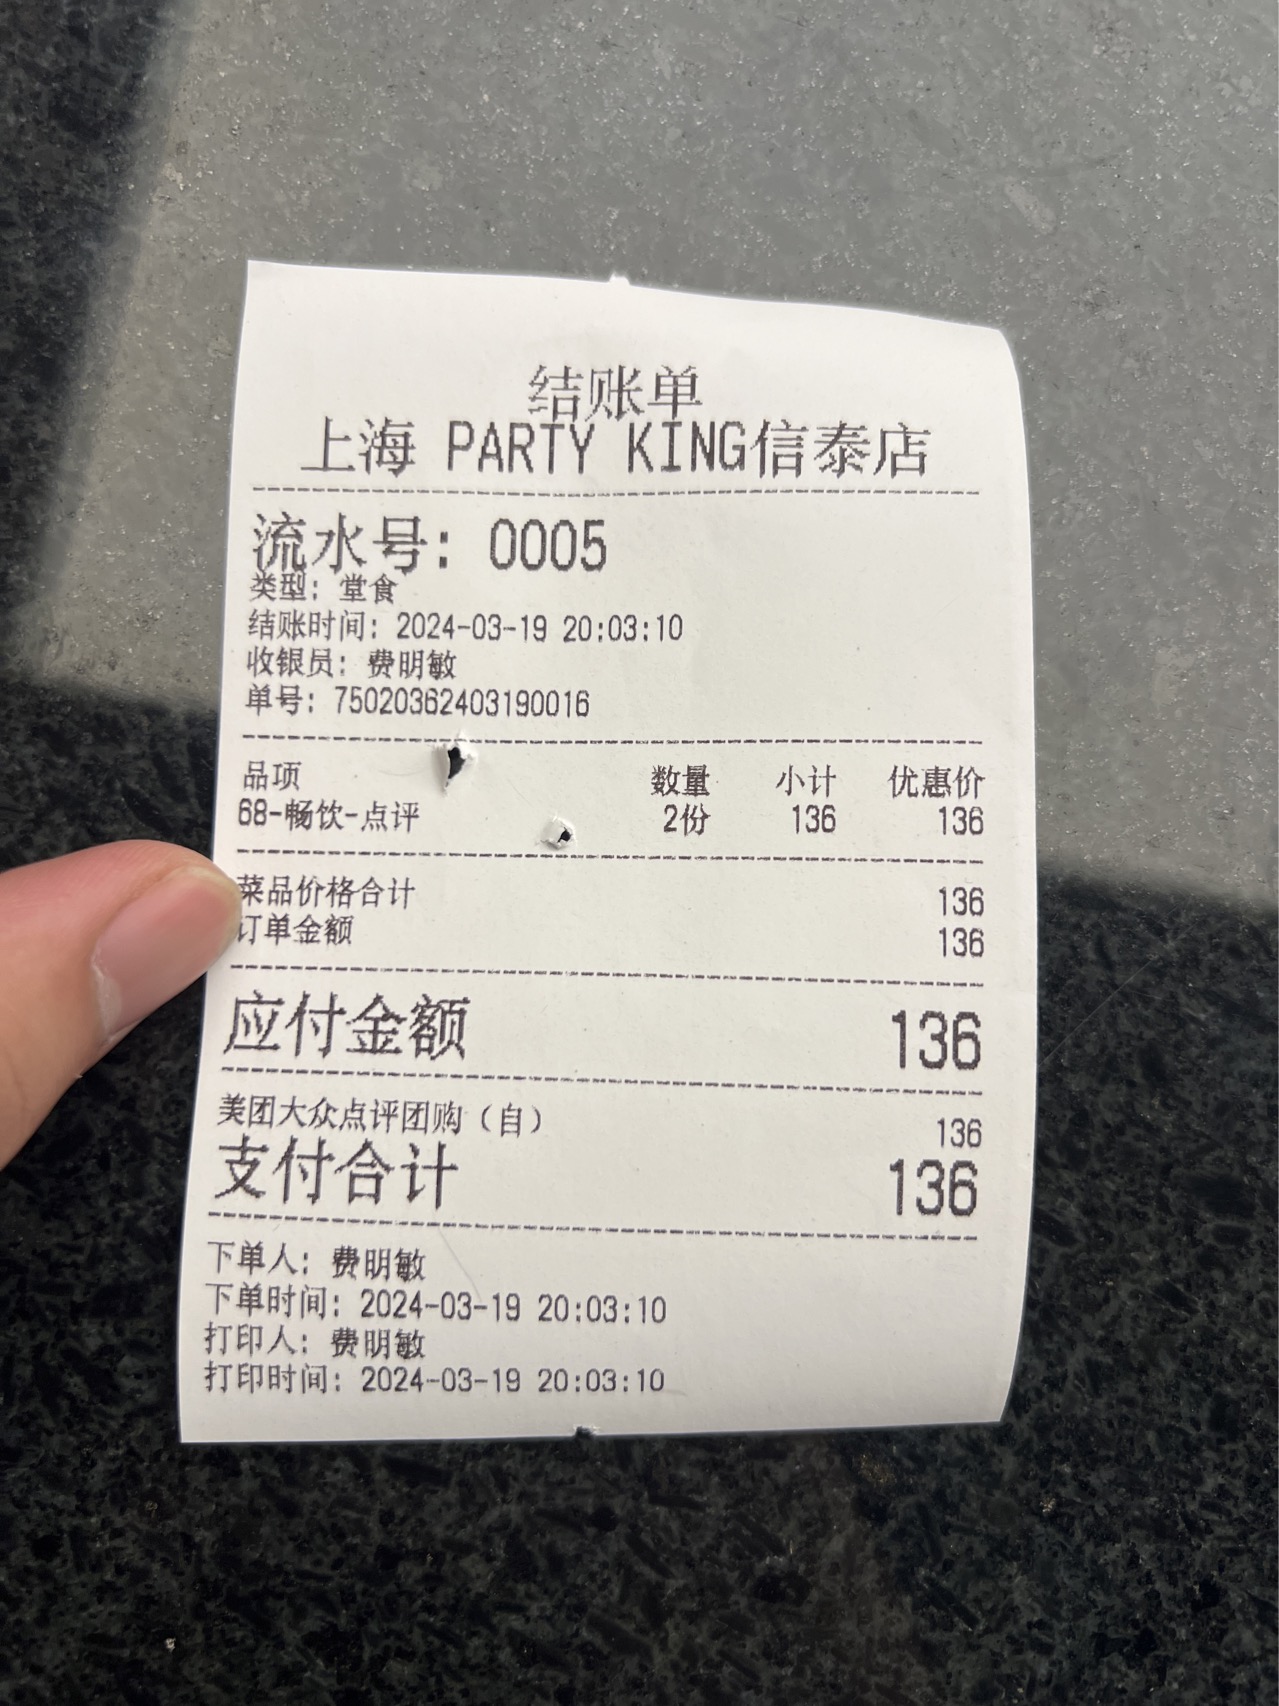 结账单
上海 PARTY KING信泰店
流水号: 0005
类型: 堂食
结账时间: 2024-03-19 20:03:10
收银员: 费明敏
单号: 75020362403190016
品项 数量 小计 优惠价
68-畅饮-点评 2份 136 136
菜品价格合计 136
订单金额 136
应付金额 136
美团大众点评团购（自） 136
支付合计 136
下单人: 费明敏
下单时间: 2024-03-19 20:03:10
打印人: 费明敏
打印时间: 2024-03-19 20:03:10